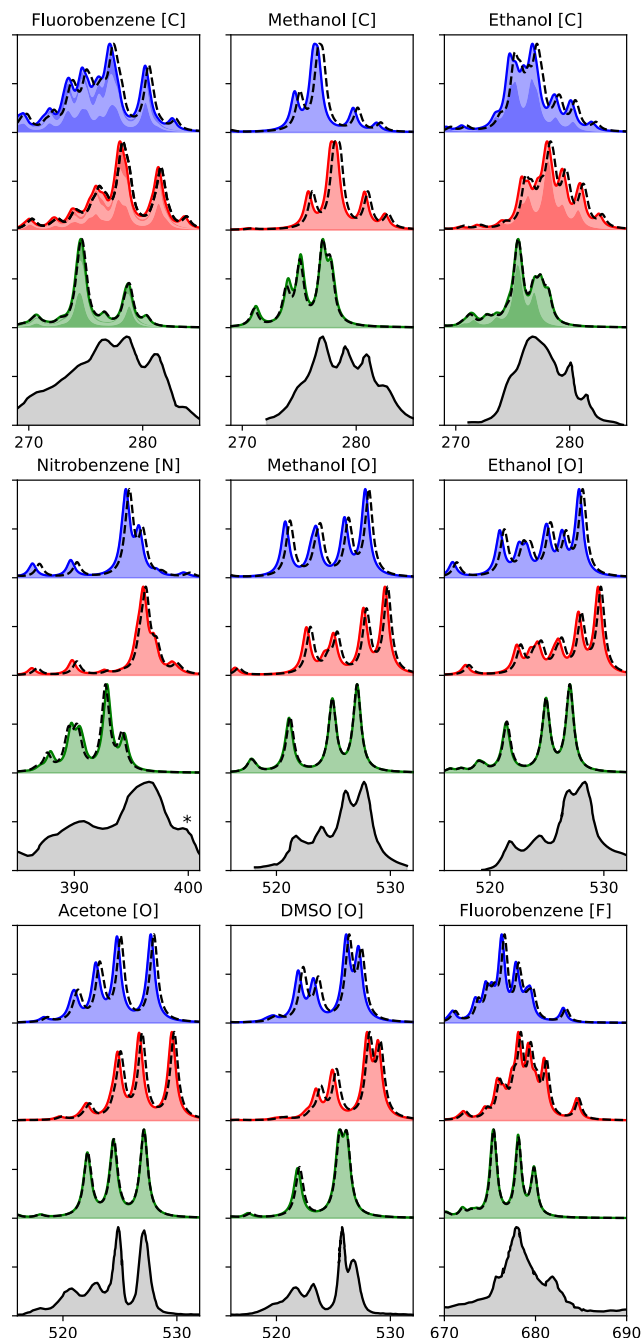 Fluorobenzene [C] Methanol [C] Ethanol [C]
270 280 270 280 270 280
Nitrobenzene [N] Methanol [O] Ethanol [O]
*
390 400 520 530 520 530
Acetone [O] DMSO [O] Fluorobenzene [F]
520 530 520 530 670 680 690